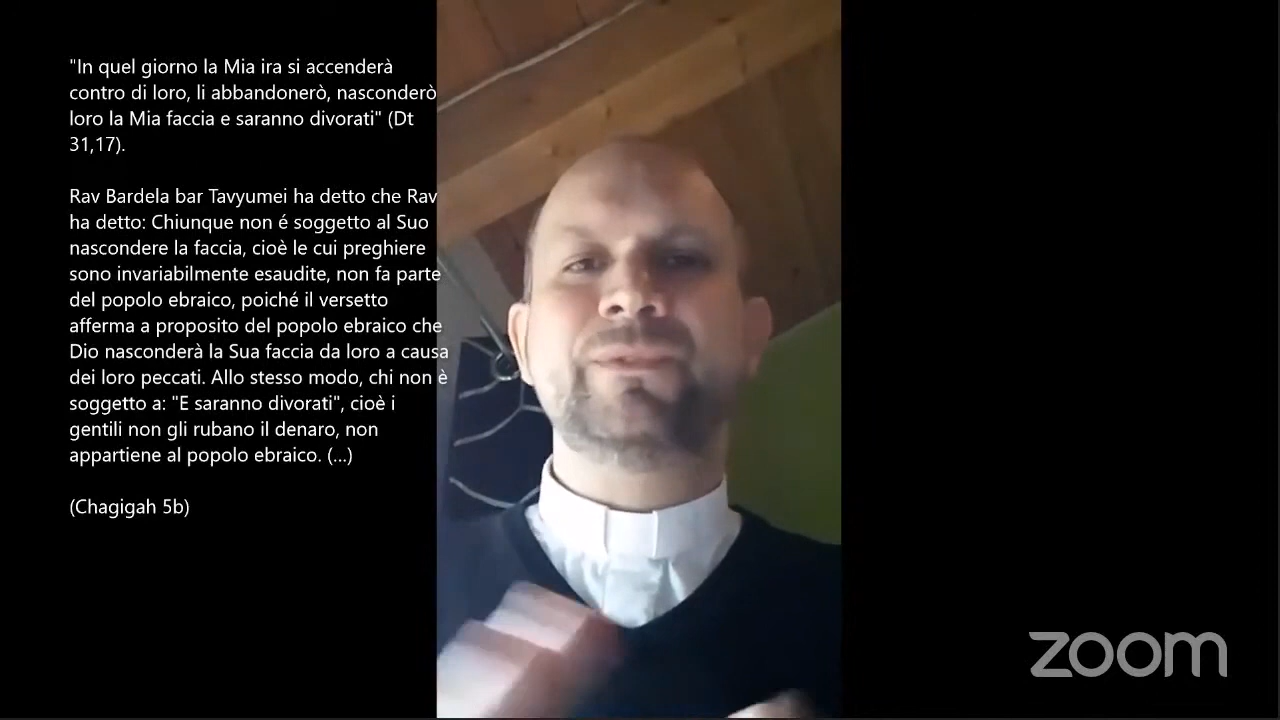 "In quel giorno la Mia ira si accenderà
contro di loro, li abbandonerò, nasconderò
loro la Mia faccia e saranno divorati" (Dt
31,17).
Rav Bardela bar Tavyumei ha detto che Rav
ha detto: Chiunque non é soggetto al Suo
nascondere la faccia, cioè le cui preghiere
sono invariabilmente esaudite, non fa parte
del popolo ebraico, poiché il versetto
afferma a proposito del popolo ebraico che
Dio nasconderà la Sua faccia da loro a causa
dei loro peccati. Allo stesso modo, chi non è
soggetto a: "E saranno divorati", cioè i
gentili non gli rubano il denaro, non
appartiene al popolo ebraico. (...)
(Chagigah 5b)
zoom